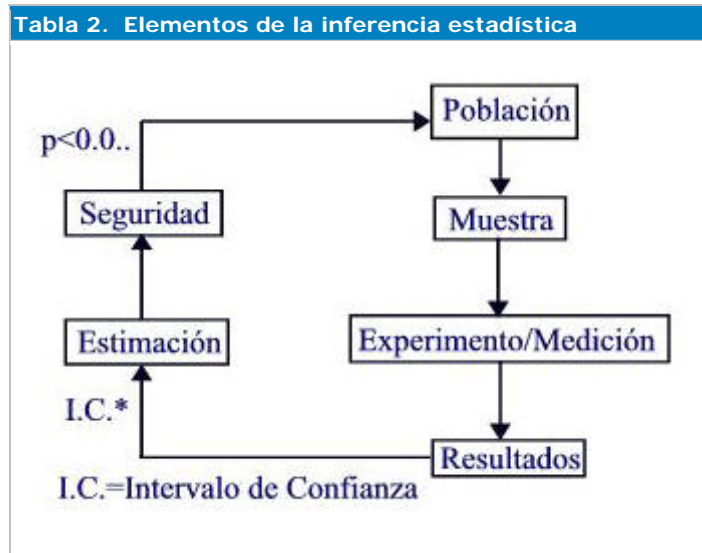 Tabla 2. Elementos de la inferencia estadística
Población
p<0.0..
Seguridad
Muestra
Estimación
Experimento/Medición
I.C.*
Resultados
I.C.=Intervalo de Confianza